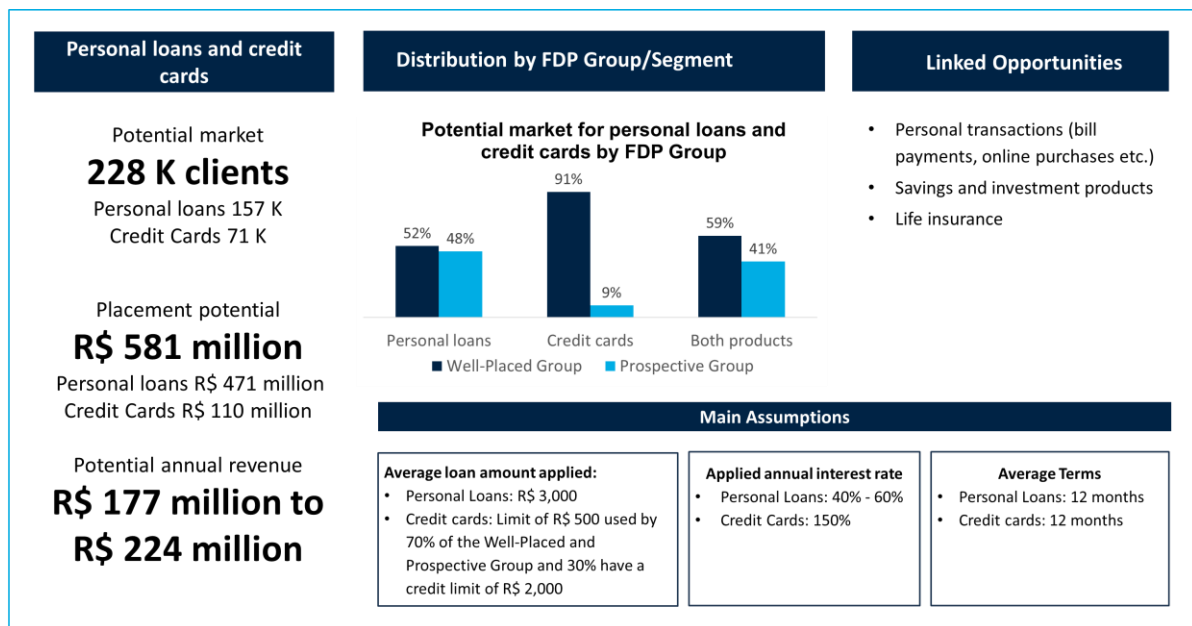 Personal loans and credit
cards
Potential market
228 K clients
Personal loans 157 K
Credit Cards 71 K
Placement potential
R$ 581 million
Personal loans R$ 471 million
Credit Cards R$ 110 million
Potential annual revenue
R$ 177 million to
R$ 224 million
Distribution by FDP Group/Segment
Potential market for personal loans and
credit cards by FDP Group
52%
48%
91%
9%
59%
41%
Personal loans
Credit cards
Both products
Well-Placed Group
Prospective Group
Linked Opportunities
• Personal transactions (bill
payments, online purchases etc.)
• Savings and investment products
• Life insurance
Main Assumptions
Average loan amount applied:
• Personal Loans: R$ 3,000
• Credit cards: Limit of R$ 500 used by
70% of the Well-Placed and
Prospective Group and 30% have a
credit limit of R$ 2,000
Applied annual interest rate
• Personal Loans: 40% - 60%
• Credit Cards: 150%
Average Terms
• Personal Loans: 12 months
• Credit cards: 12 months